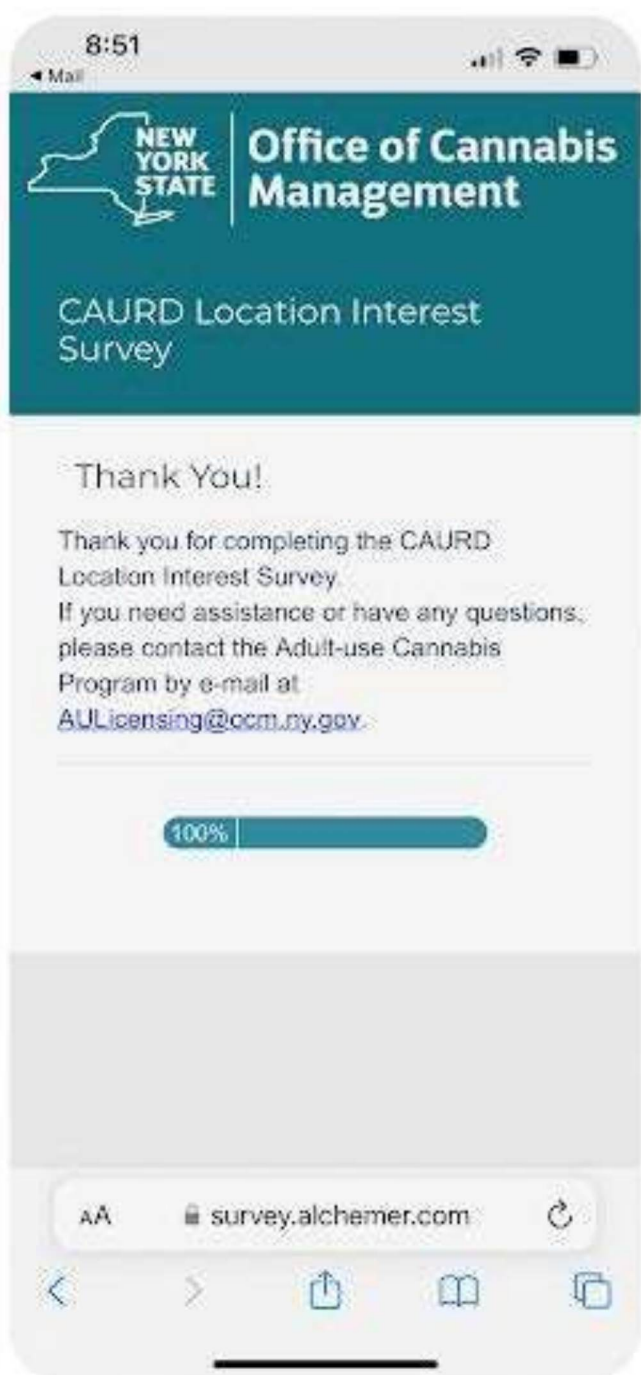 8:51
◀ Mail
NEW
YORK
STATE
Office of Cannabis
Management
CAURD Location Interest
Survey
Thank You!
Thank you for completing the CAURD
Location Interest Survey.
If you need assistance or have any questions,
please contact the Adult-use Cannabis
Program by e-mail at
AULicensing@ocm.ny.gov.
100%
AA
survey.alchemer.com